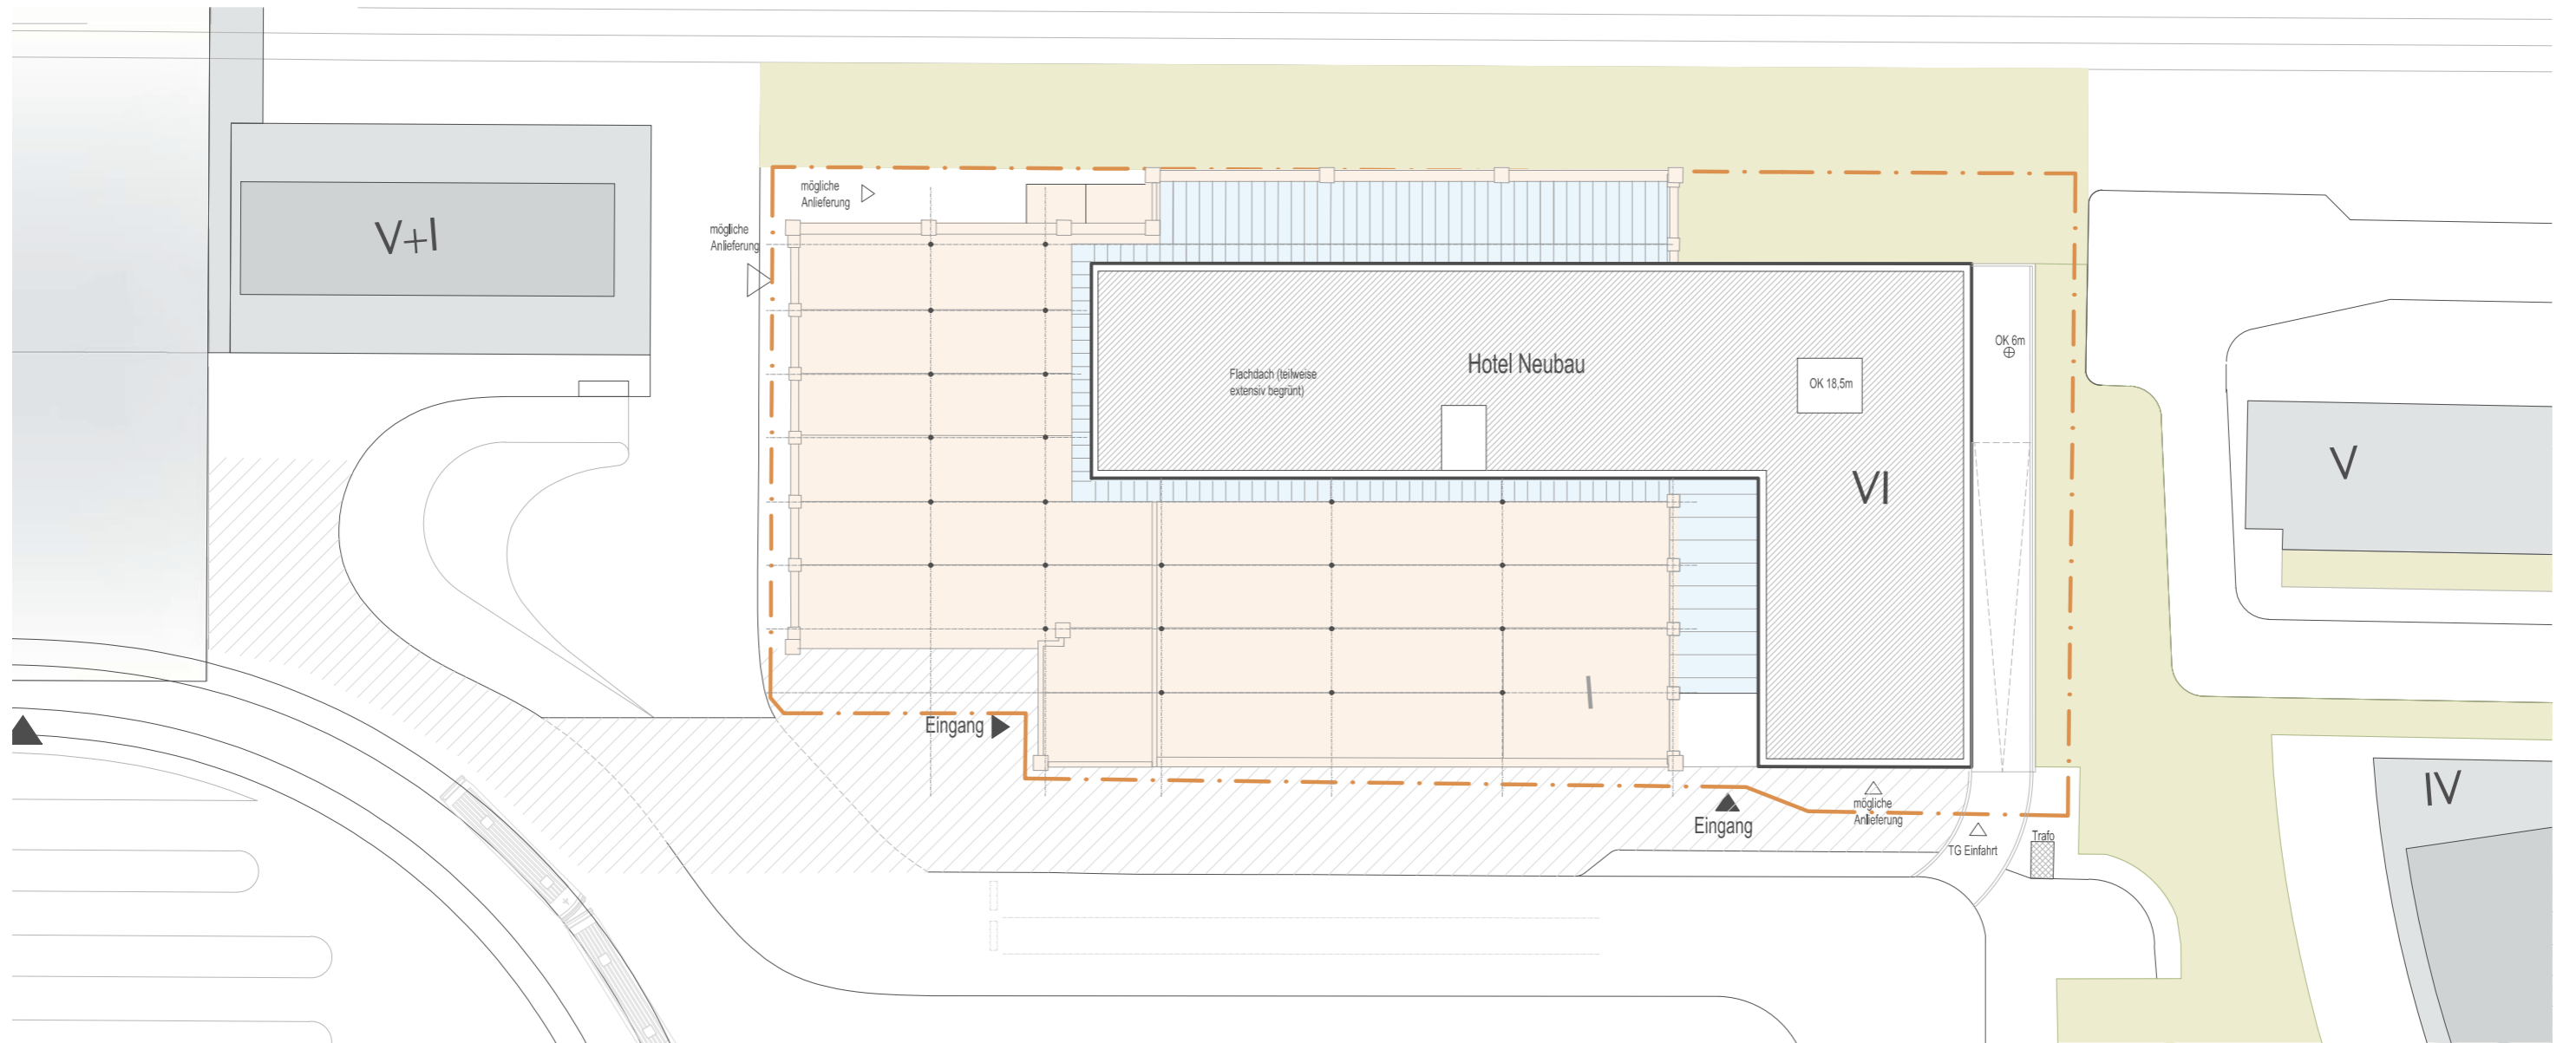 mögliche
Anlieferung
mögliche
Anlieferung
V+I
OK 6m
Hotel Neubau
Flachdach (teilweise
extensiv begrünt)
OK 18,5m
V
VI
I
Eingang
IV
mögliche
Anlieferung
Eingang
Trafo
TG Einfahrt